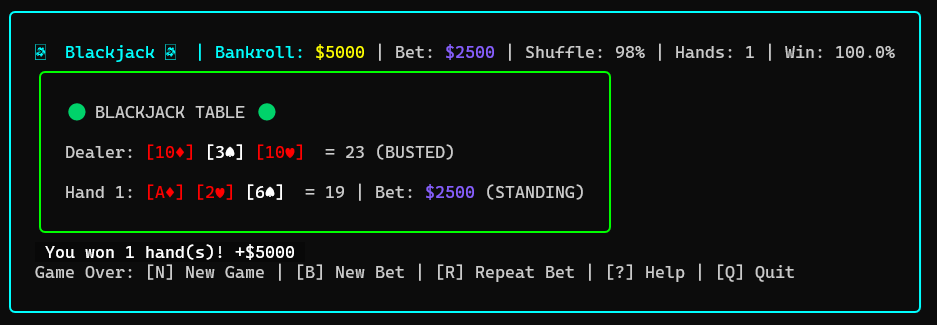 🂠 Blackjack 🂠 | Bankroll: $5000 | Bet: $2500 | Shuffle: 98% | Hands: 1 | Win: 100.0%
🟢 BLACKJACK TABLE 🟢
Dealer: [10♦] [3♠] [10♥] = 23 (BUSTED)
Hand 1: [A♦] [2♥] [6♠] = 19 | Bet: $2500 (STANDING)
You won 1 hand(s)! +$5000
Game Over: [N] New Game | [B] New Bet | [R] Repeat Bet | [?] Help | [Q] Quit